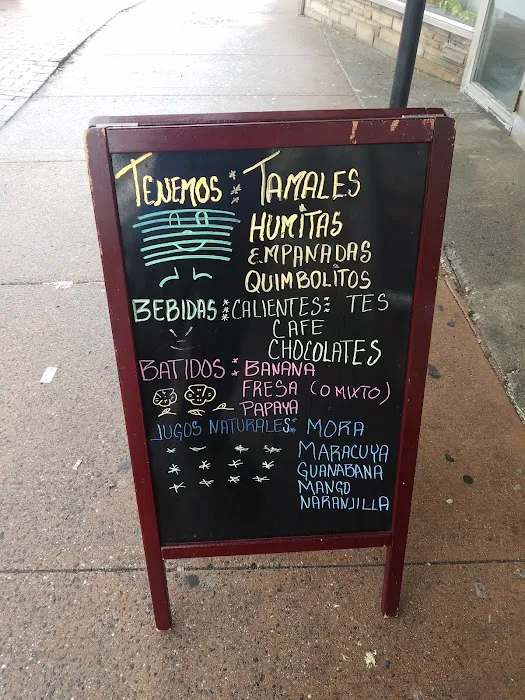 TENEMOS : TAMALES
HUMITAS
EMPANADAS
QUIMBOLITOS
BEBIDAS : CALIENTES : TES
CAFE
CHOCOLATES
BATIDOS : BANANA
FRESA (O MIXTO)
PAPAYA
JUGOS NATURALES : MORA
MARACUYA
GUANABANA
MANGO
NARANJILLA